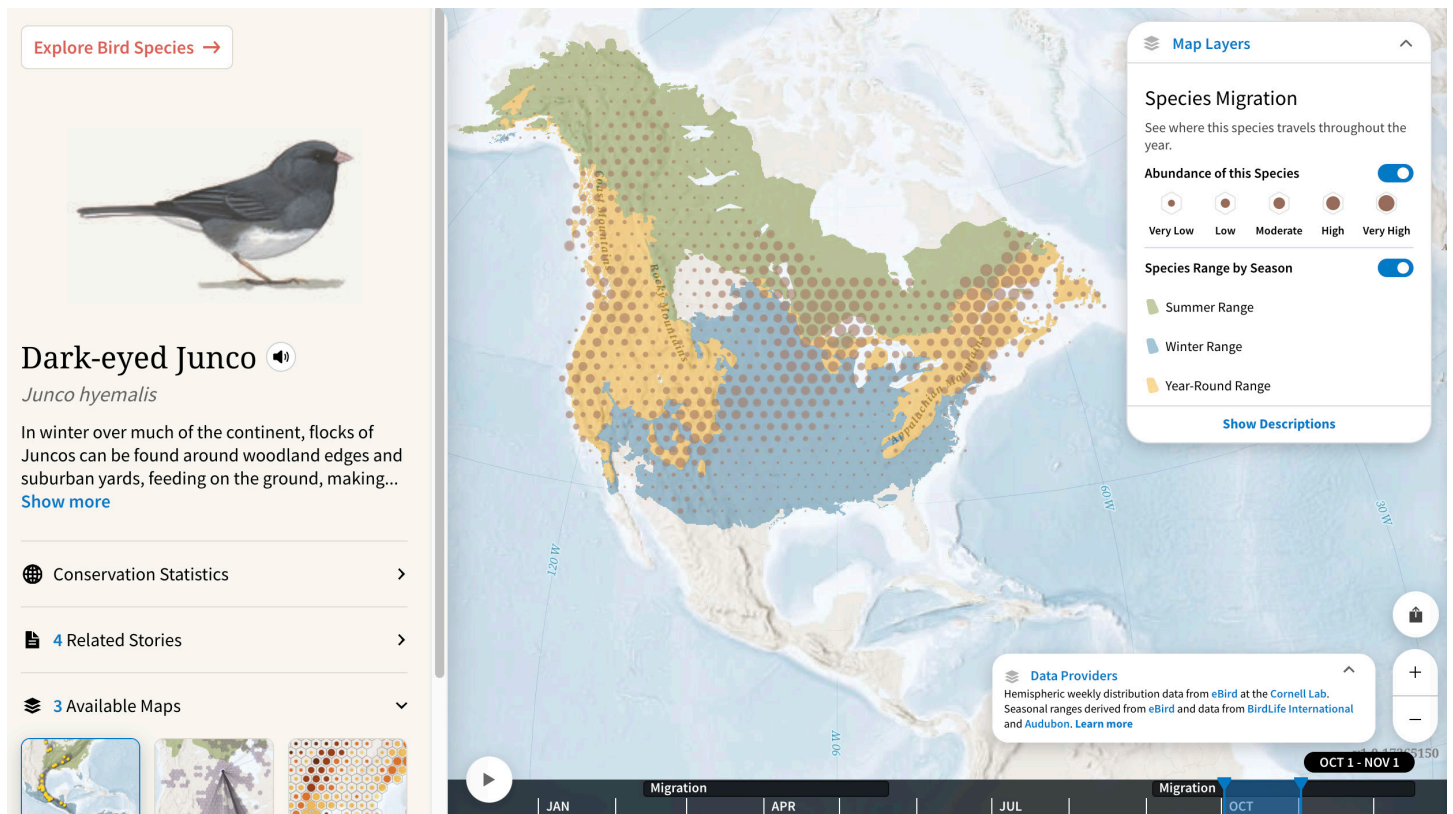 Explore Bird Species →
Dark-eyed Junco
Junco hyemalis
In winter over much of the continent, flocks of
Juncos can be found around woodland edges and
suburban yards, feeding on the ground, making...
Show more
Conservation Statistics
4 Related Stories
3 Available Maps
Coast Mountains
Rocky Mountains
Appalachian Mountains
120 W
90 W
60 W
30 W
Map Layers
Species Migration
See where this species travels throughout the
year.
Abundance of this Species
Very Low Low Moderate High Very High
Species Range by Season
Summer Range
Winter Range
Year-Round Range
Show Descriptions
Data Providers
Hemispheric weekly distribution data from eBird at the Cornell Lab.
Seasonal ranges derived from eBird and data from BirdLife International
and Audubon. Learn more
OCT 1 - NOV 1
Migration Migration
JAN APR JUL OCT